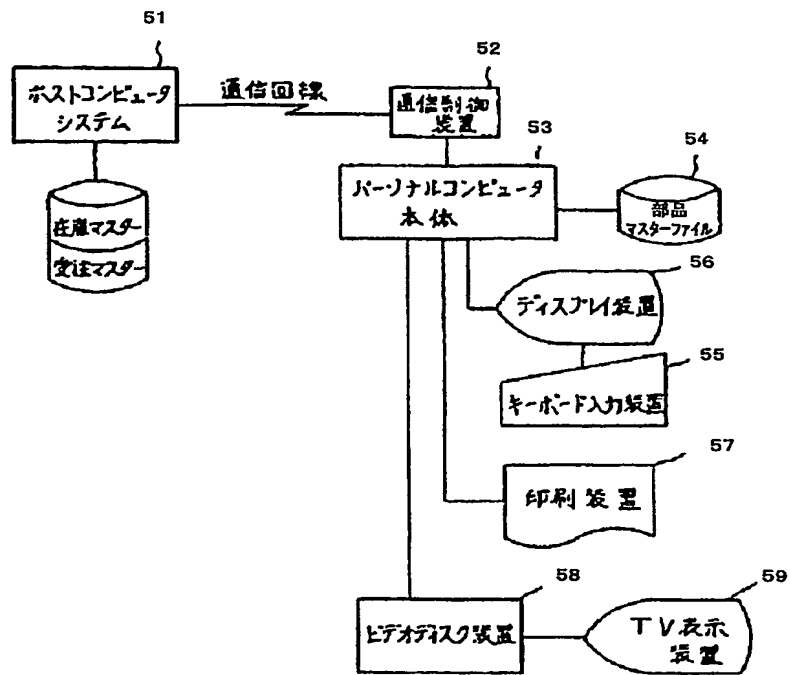 51
ホストコンピュータ
システム
通信回線
52
通信制御
装置
53
パーソナルコンピュータ
本体
54
部品
マスターファイル
在庫マスター
受注マスター
56
ディスプレイ装置
55
キーボード入力装置
57
印刷装置
58
ビデオディスク装置
59
TV表示
装置